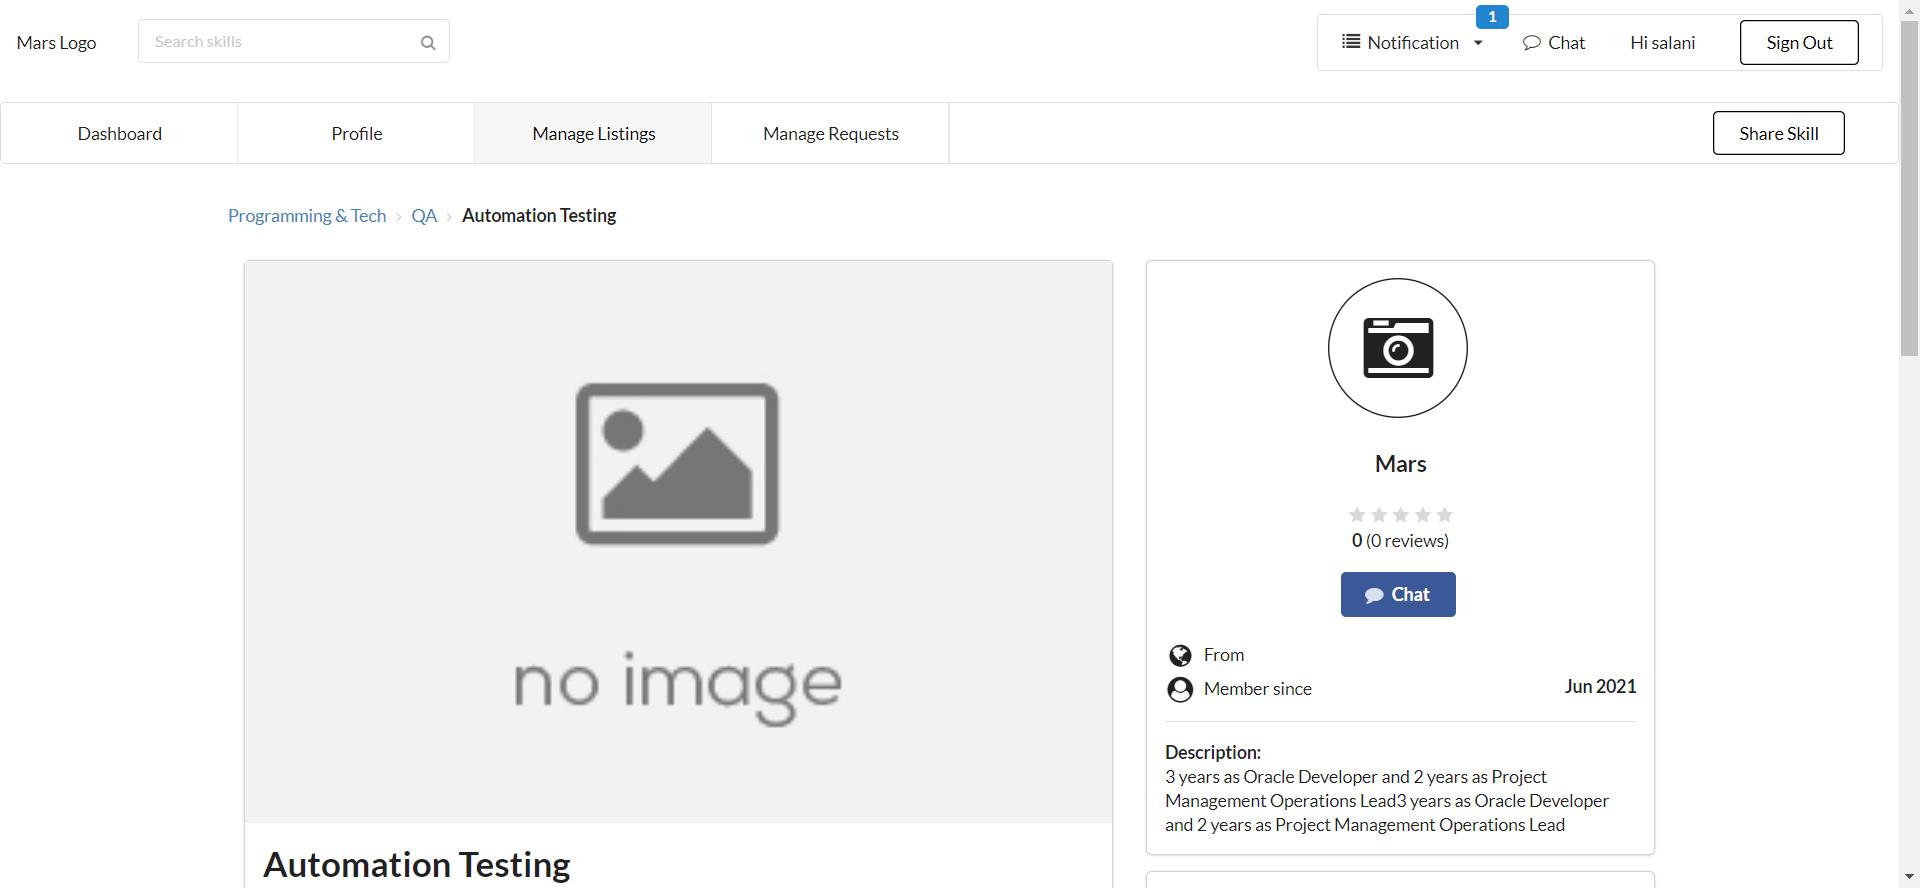 Mars Logo
Search skills
Notification
1
Chat
Hi salani
Sign Out
Dashboard
Profile
Manage Listings
Manage Requests
Share Skill
Programming & Tech › QA › Automation Testing
no image
Automation Testing
Mars
0 (0 reviews)
Chat
From
Member since
Jun 2021
Description:
3 years as Oracle Developer and 2 years as Project
Management Operations Lead3 years as Oracle Developer
and 2 years as Project Management Operations Lead